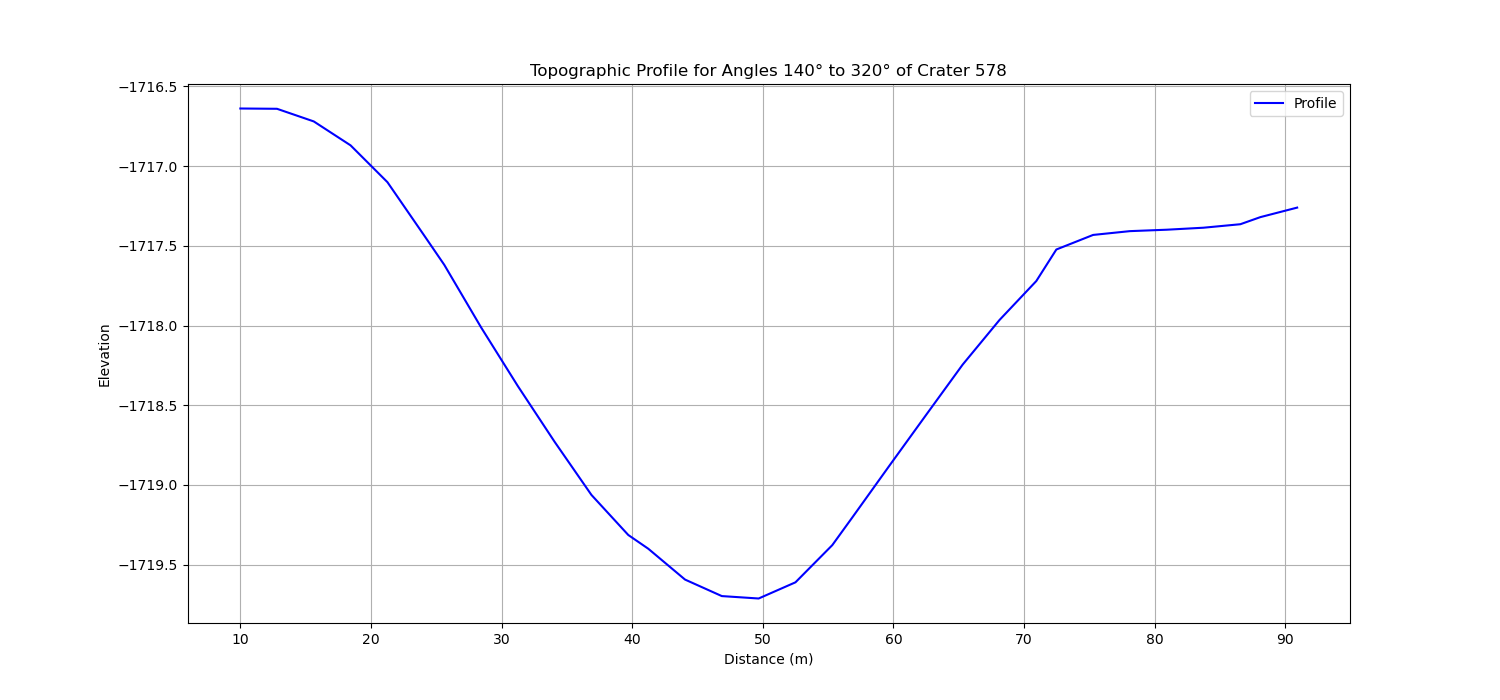 Topographic Profile for Angles 140° to 320° of Crater 578
Profile
−1716.5
−1717.0
−1717.5
−1718.0
−1718.5
−1719.0
−1719.5
Elevation
10 20 30 40 50 60 70 80 90
Distance (m)